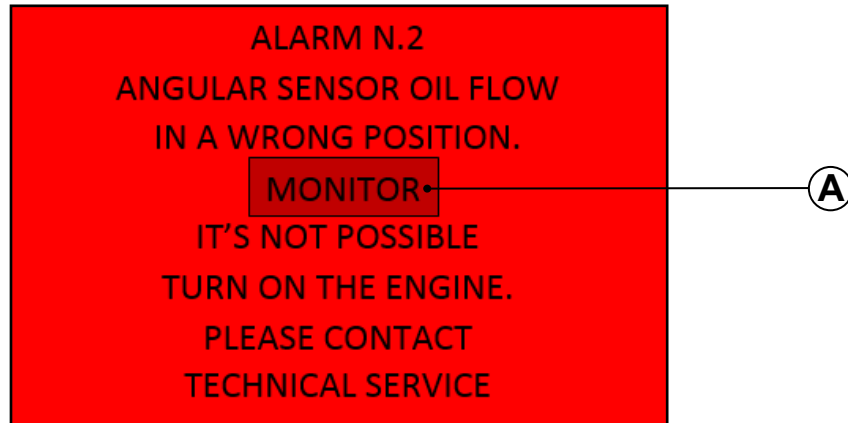 ALARM N.2
ANGULAR SENSOR OIL FLOW
IN A WRONG POSITION.
MONITOR
A
IT’S NOT POSSIBLE
TURN ON THE ENGINE.
PLEASE CONTACT
TECHNICAL SERVICE